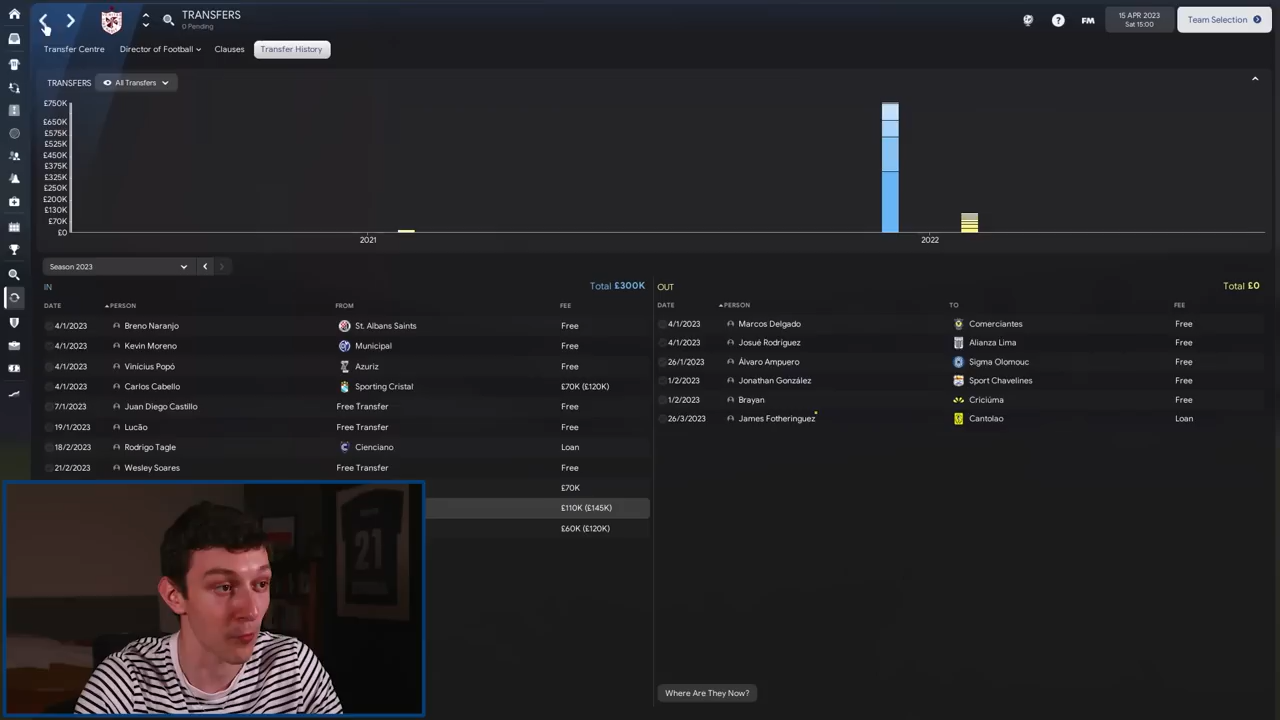 TRANSFERS
0 Pending
FM
15 APR 2023
Sat 15:00
Team Selection
Transfer Centre
Director of Football
Clauses
Transfer History
TRANSFERS
All Transfers
£750K
£650K
£575K
£525K
£450K
£375K
£325K
£250K
£200K
£130K
£70K
£0
2021
2022
Season 2023
IN
Total £300K
DATE PERSON FROM FEE
4/1/2023 Breno Naranjo St. Albans Saints Free
4/1/2023 Kevin Moreno Municipal Free
4/1/2023 Vinícius Popó Azuriz Free
4/1/2023 Carlos Cabello Sporting Cristal £70K (£120K)
7/1/2023 Juan Diego Castillo Free Transfer Free
19/1/2023 Lucão Free Transfer Free
18/2/2023 Rodrigo Tagle Cienciano Loan
21/2/2023 Wesley Soares Free Transfer Free
£70K
£110K (£145K)
£60K (£120K)
OUT
Total £0
DATE PERSON TO FEE
4/1/2023 Marcos Delgado Comerciantes Free
4/1/2023 Josué Rodríguez Alianza Lima Free
26/1/2023 Álvaro Ampuero Sigma Olomouc Free
1/2/2023 Jonathan González Sport Chavelines Free
1/2/2023 Brayan Criciúma Free
26/3/2023 James Fotheringuez Cantolao Loan
Where Are They Now?
21